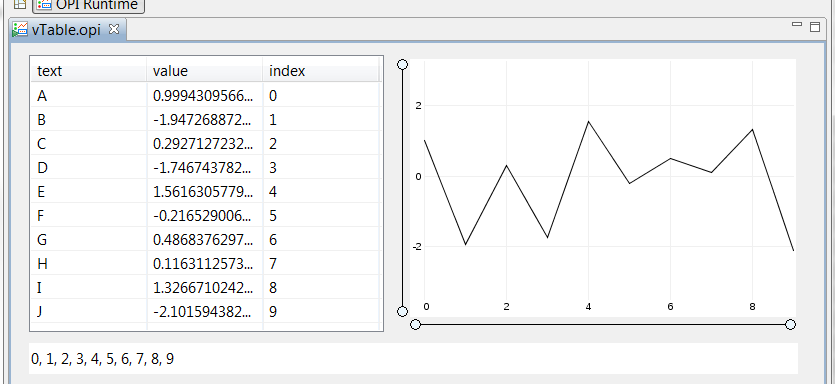 OPI Runtime
vTable.opi
text value index
A 0.9994309566... 0
B -1.947268872... 1
C 0.2927127232... 2
D -1.746743782... 3
E 1.5616305779... 4
F -0.216529006... 5
G 0.4868376297... 6
H 0.1163112573... 7
I 1.3266710242... 8
J -2.101594382... 9
2
0
-2
0 2 4 6 8
0, 1, 2, 3, 4, 5, 6, 7, 8, 9